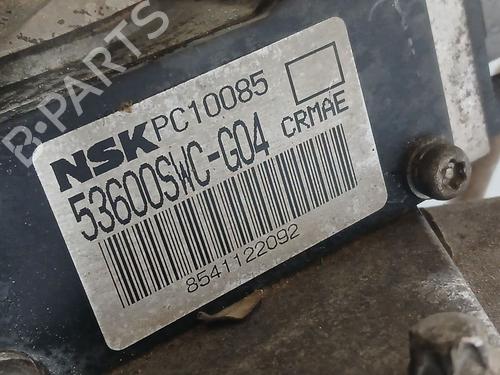 B·PARTS
NSK PC10085
53600SWC-G04 CRMAE
8541122092